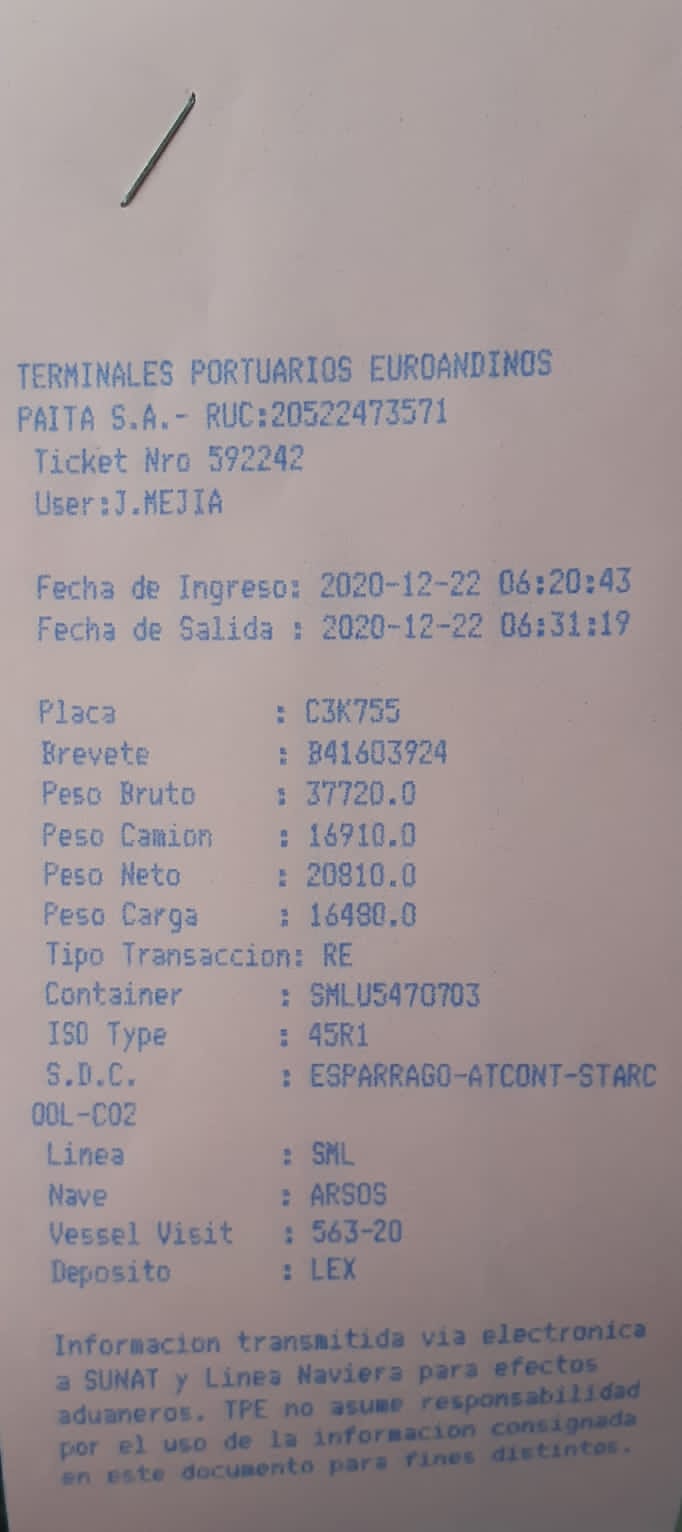 TERMINALES PORTUARIOS EUROANDINOS
PAITA S.A.- RUC:20522473571
Ticket Nro 592242
User:J.MEJIA
Fecha de Ingreso: 2020-12-22 06:20:43
Fecha de Salida : 2020-12-22 06:31:19
Placa : C3K755
Brevete : B41603924
Peso Bruto : 37720.0
Peso Camion : 16910.0
Peso Neto : 20810.0
Peso Carga : 16480.0
Tipo Transaccion: RE
Container : SMLU5470703
ISO Type : 45R1
S.D.C. : ESPARRAGO-ATCONT-STARC
OOL-CO2
Linea : SML
Nave : ARSOS
Vessel Visit : 563-20
Deposito : LEX
Informacion transmitida via electronica
a SUNAT y Linea Naviera para efectos
aduaneros. TPE no asume responsabilidad
por el uso de la informacion consignada
en este documento para fines distintos.